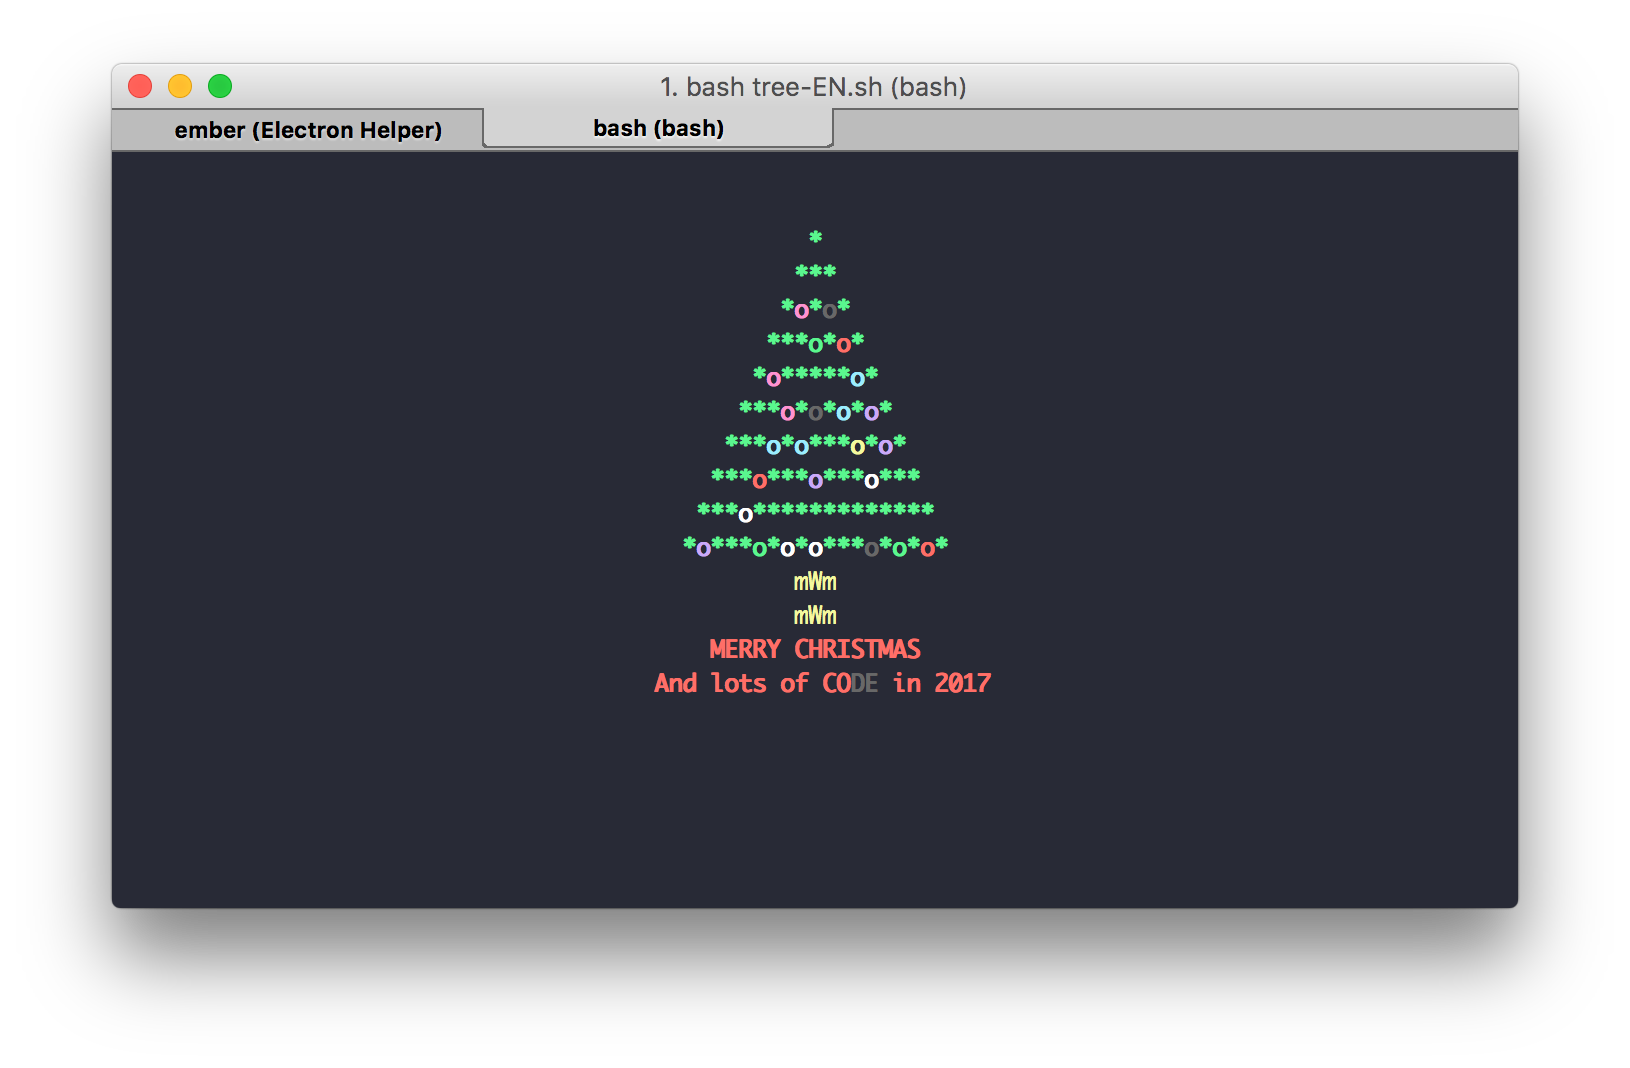 1. bash tree-EN.sh (bash)
ember (Electron Helper) bash (bash)
*
***
*o*o*
***o*o*
*o*****o*
***o*o*o*o*
***o*o***o*o*
***o***o***o***
***o*************
*o***o*o*o***o*o*o*
mWm
mWm
MERRY CHRISTMAS
And lots of CODE in 2017